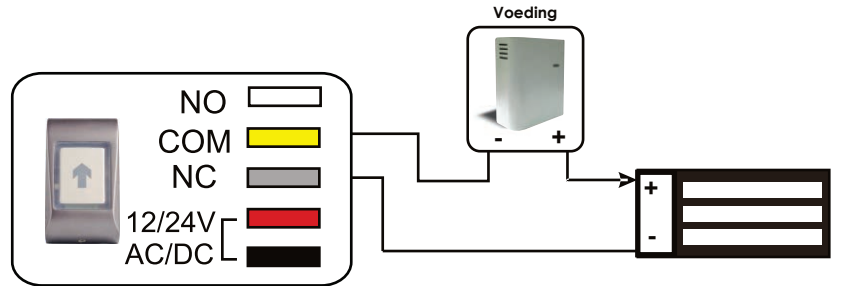 Voeding
- +
NO
COM
NC
12/24V
AC/DC
+
-